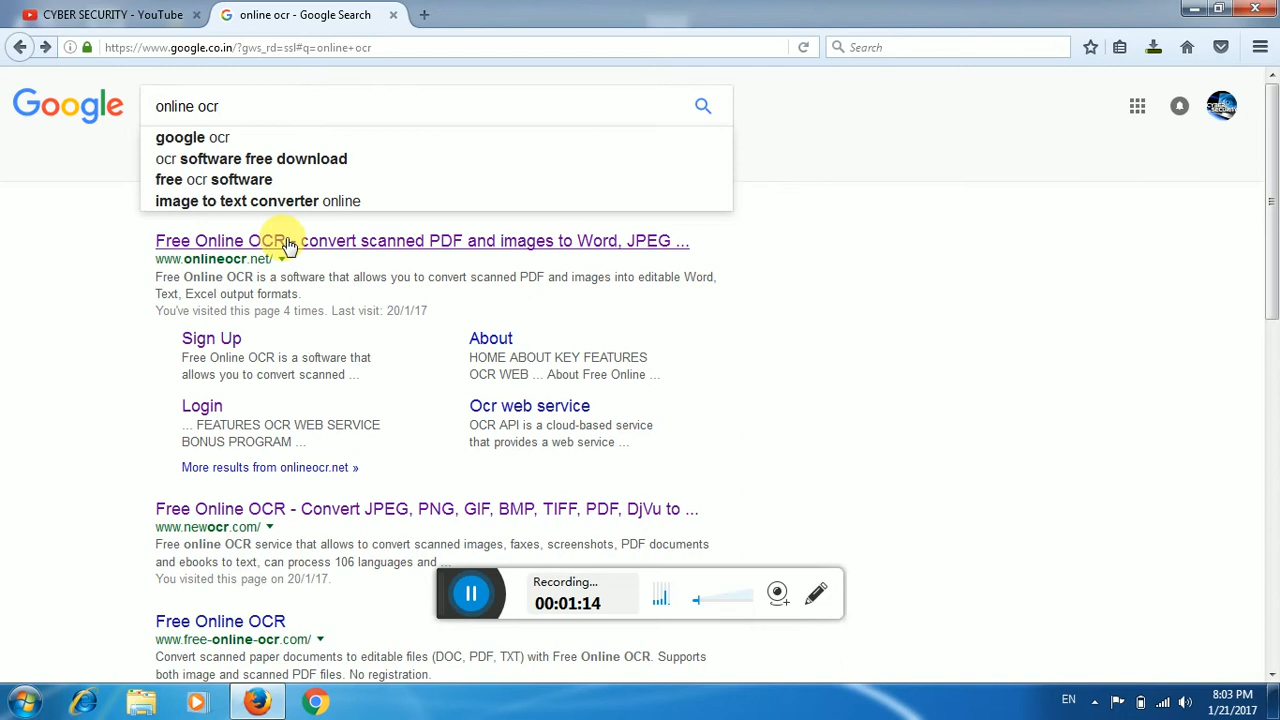 CYBER SECURITY - YouTube
online ocr - Google Search
https://www.google.co.in/?gws_rd=ssl#q=online+ocr
Search
Google
online ocr
google ocr
ocr software free download
free ocr software
image to text converter online
Free Online OCR - convert scanned PDF and images to Word, JPEG ...
www.onlineocr.net/
Free Online OCR is a software that allows you to convert scanned PDF and images into editable Word,
Text, Excel output formats.
You've visited this page 4 times. Last visit: 20/1/17
Sign Up
Free Online OCR is a software that
allows you to convert scanned ...
About
HOME ABOUT KEY FEATURES
OCR WEB ... About Free Online ...
Login
... FEATURES OCR WEB SERVICE
BONUS PROGRAM ...
Ocr web service
OCR API is a cloud-based service
that provides a web service ...
More results from onlineocr.net »
Free Online OCR - Convert JPEG, PNG, GIF, BMP, TIFF, PDF, DjVu to ...
www.newocr.com/
Free online OCR service that allows to convert scanned images, faxes, screenshots, PDF documents
and ebooks to text, can process 106 languages and ...
You visited this page on 20/1/17.
Recording...
00:01:14
Free Online OCR
www.free-online-ocr.com/
Convert scanned paper documents to editable files (DOC, PDF, TXT) with Free Online OCR. Supports
both image and scanned PDF files. No registration.
EN
8:03 PM
1/21/2017